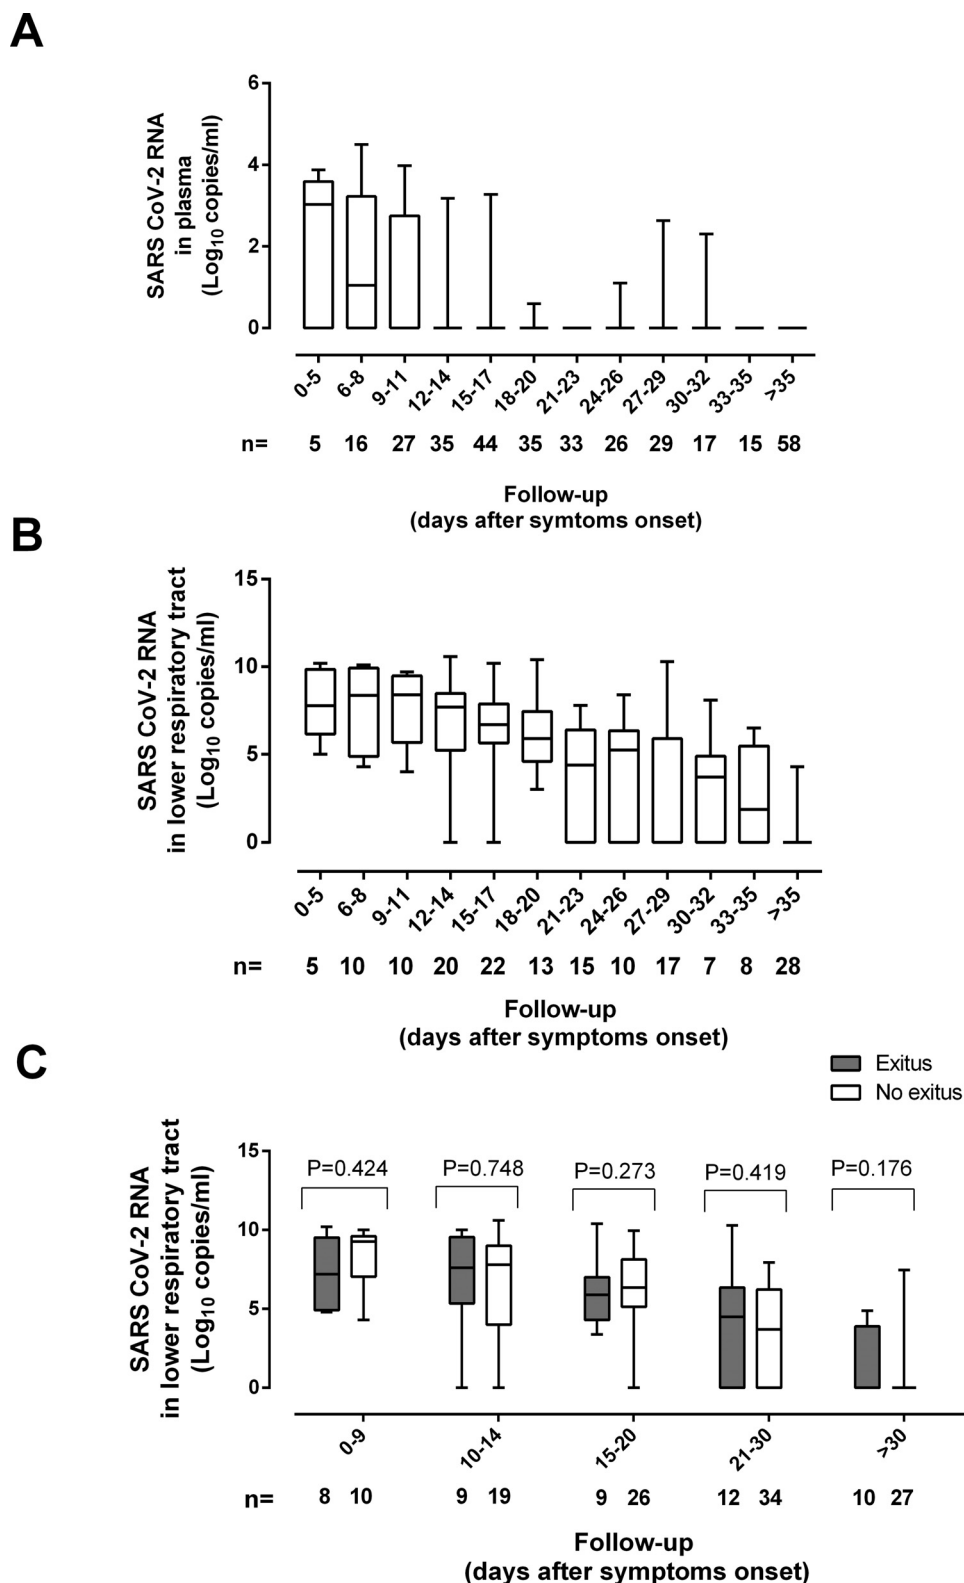 A
SARS CoV-2 RNA
in plasma
(Log10 copies/ml)
6
4
2
0
0-5 6-8 9-11 12-14 15-17 18-20 21-23 24-26 27-29 30-32 33-35 >35
n= 5 16 27 35 44 35 33 26 29 17 15 58
Follow-up
(days after symtoms onset)
B
SARS CoV-2 RNA
in lower respiratory tract
(Log10 copies/ml)
15
10
5
0
0-5 6-8 9-11 12-14 15-17 18-20 21-23 24-26 27-29 30-32 33-35 >35
n= 5 10 10 20 22 13 15 10 17 7 8 28
Follow-up
(days after symptoms onset)
C
Exitus
No exitus
SARS CoV-2 RNA
in lower respiratory tract
(Log10 copies/ml)
15
10
5
0
P=0.424 P=0.748 P=0.273 P=0.419 P=0.176
0-9 10-14 15-20 21-30 >30
n= 8 10 9 19 9 26 12 34 10 27
Follow-up
(days after symptoms onset)